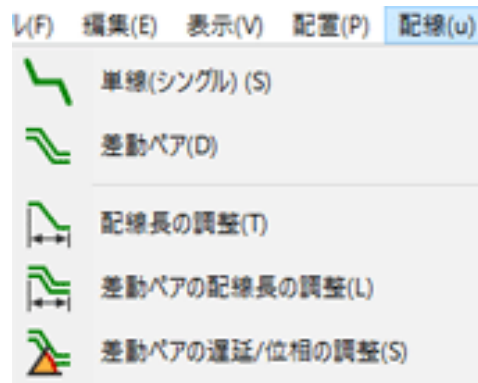 ル(F) 編集(E) 表示(V) 配置(P) 配線(u)
単線(シングル) (S)
差動ペア(D)
配線長の調整(T)
差動ペアの配線長の調整(L)
差動ペアの遅延/位相の調整(S)